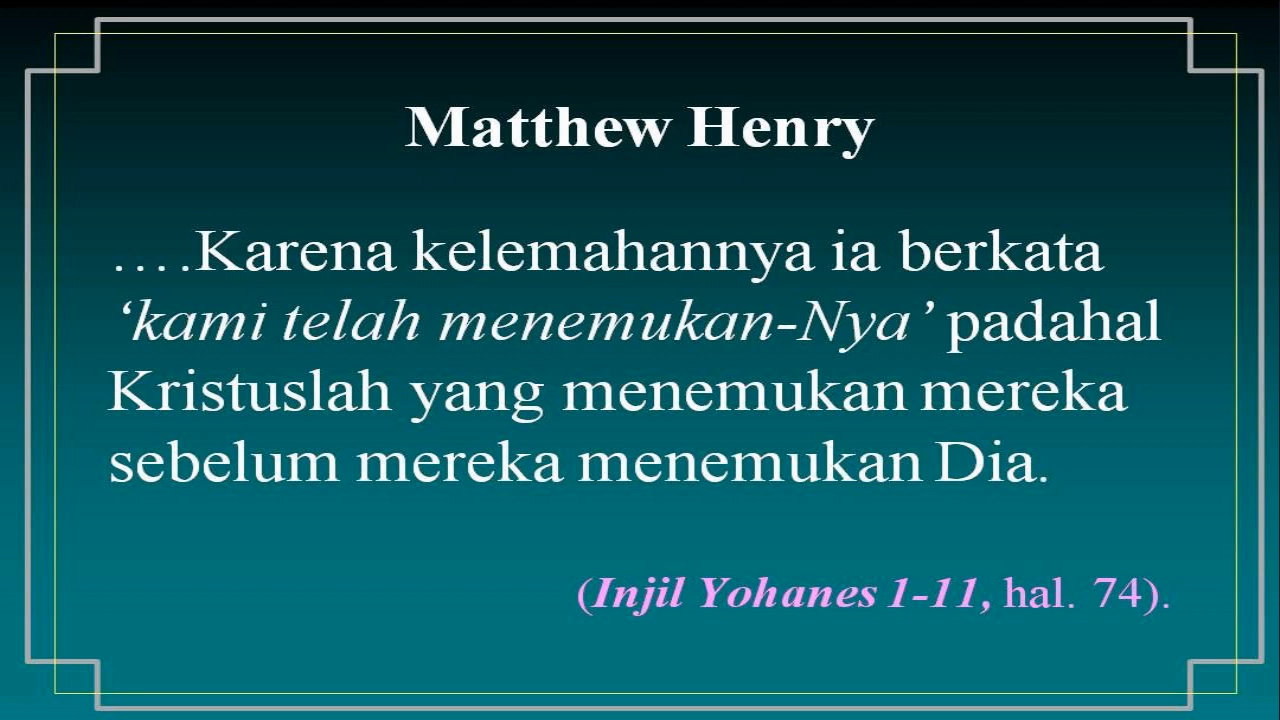 Matthew Henry
….Karena kelemahannya ia berkata
‘kami telah menemukan-Nya’ padahal
Kristuslah yang menemukan mereka
sebelum mereka menemukan Dia.
(Injil Yohanes 1-11, hal. 74).